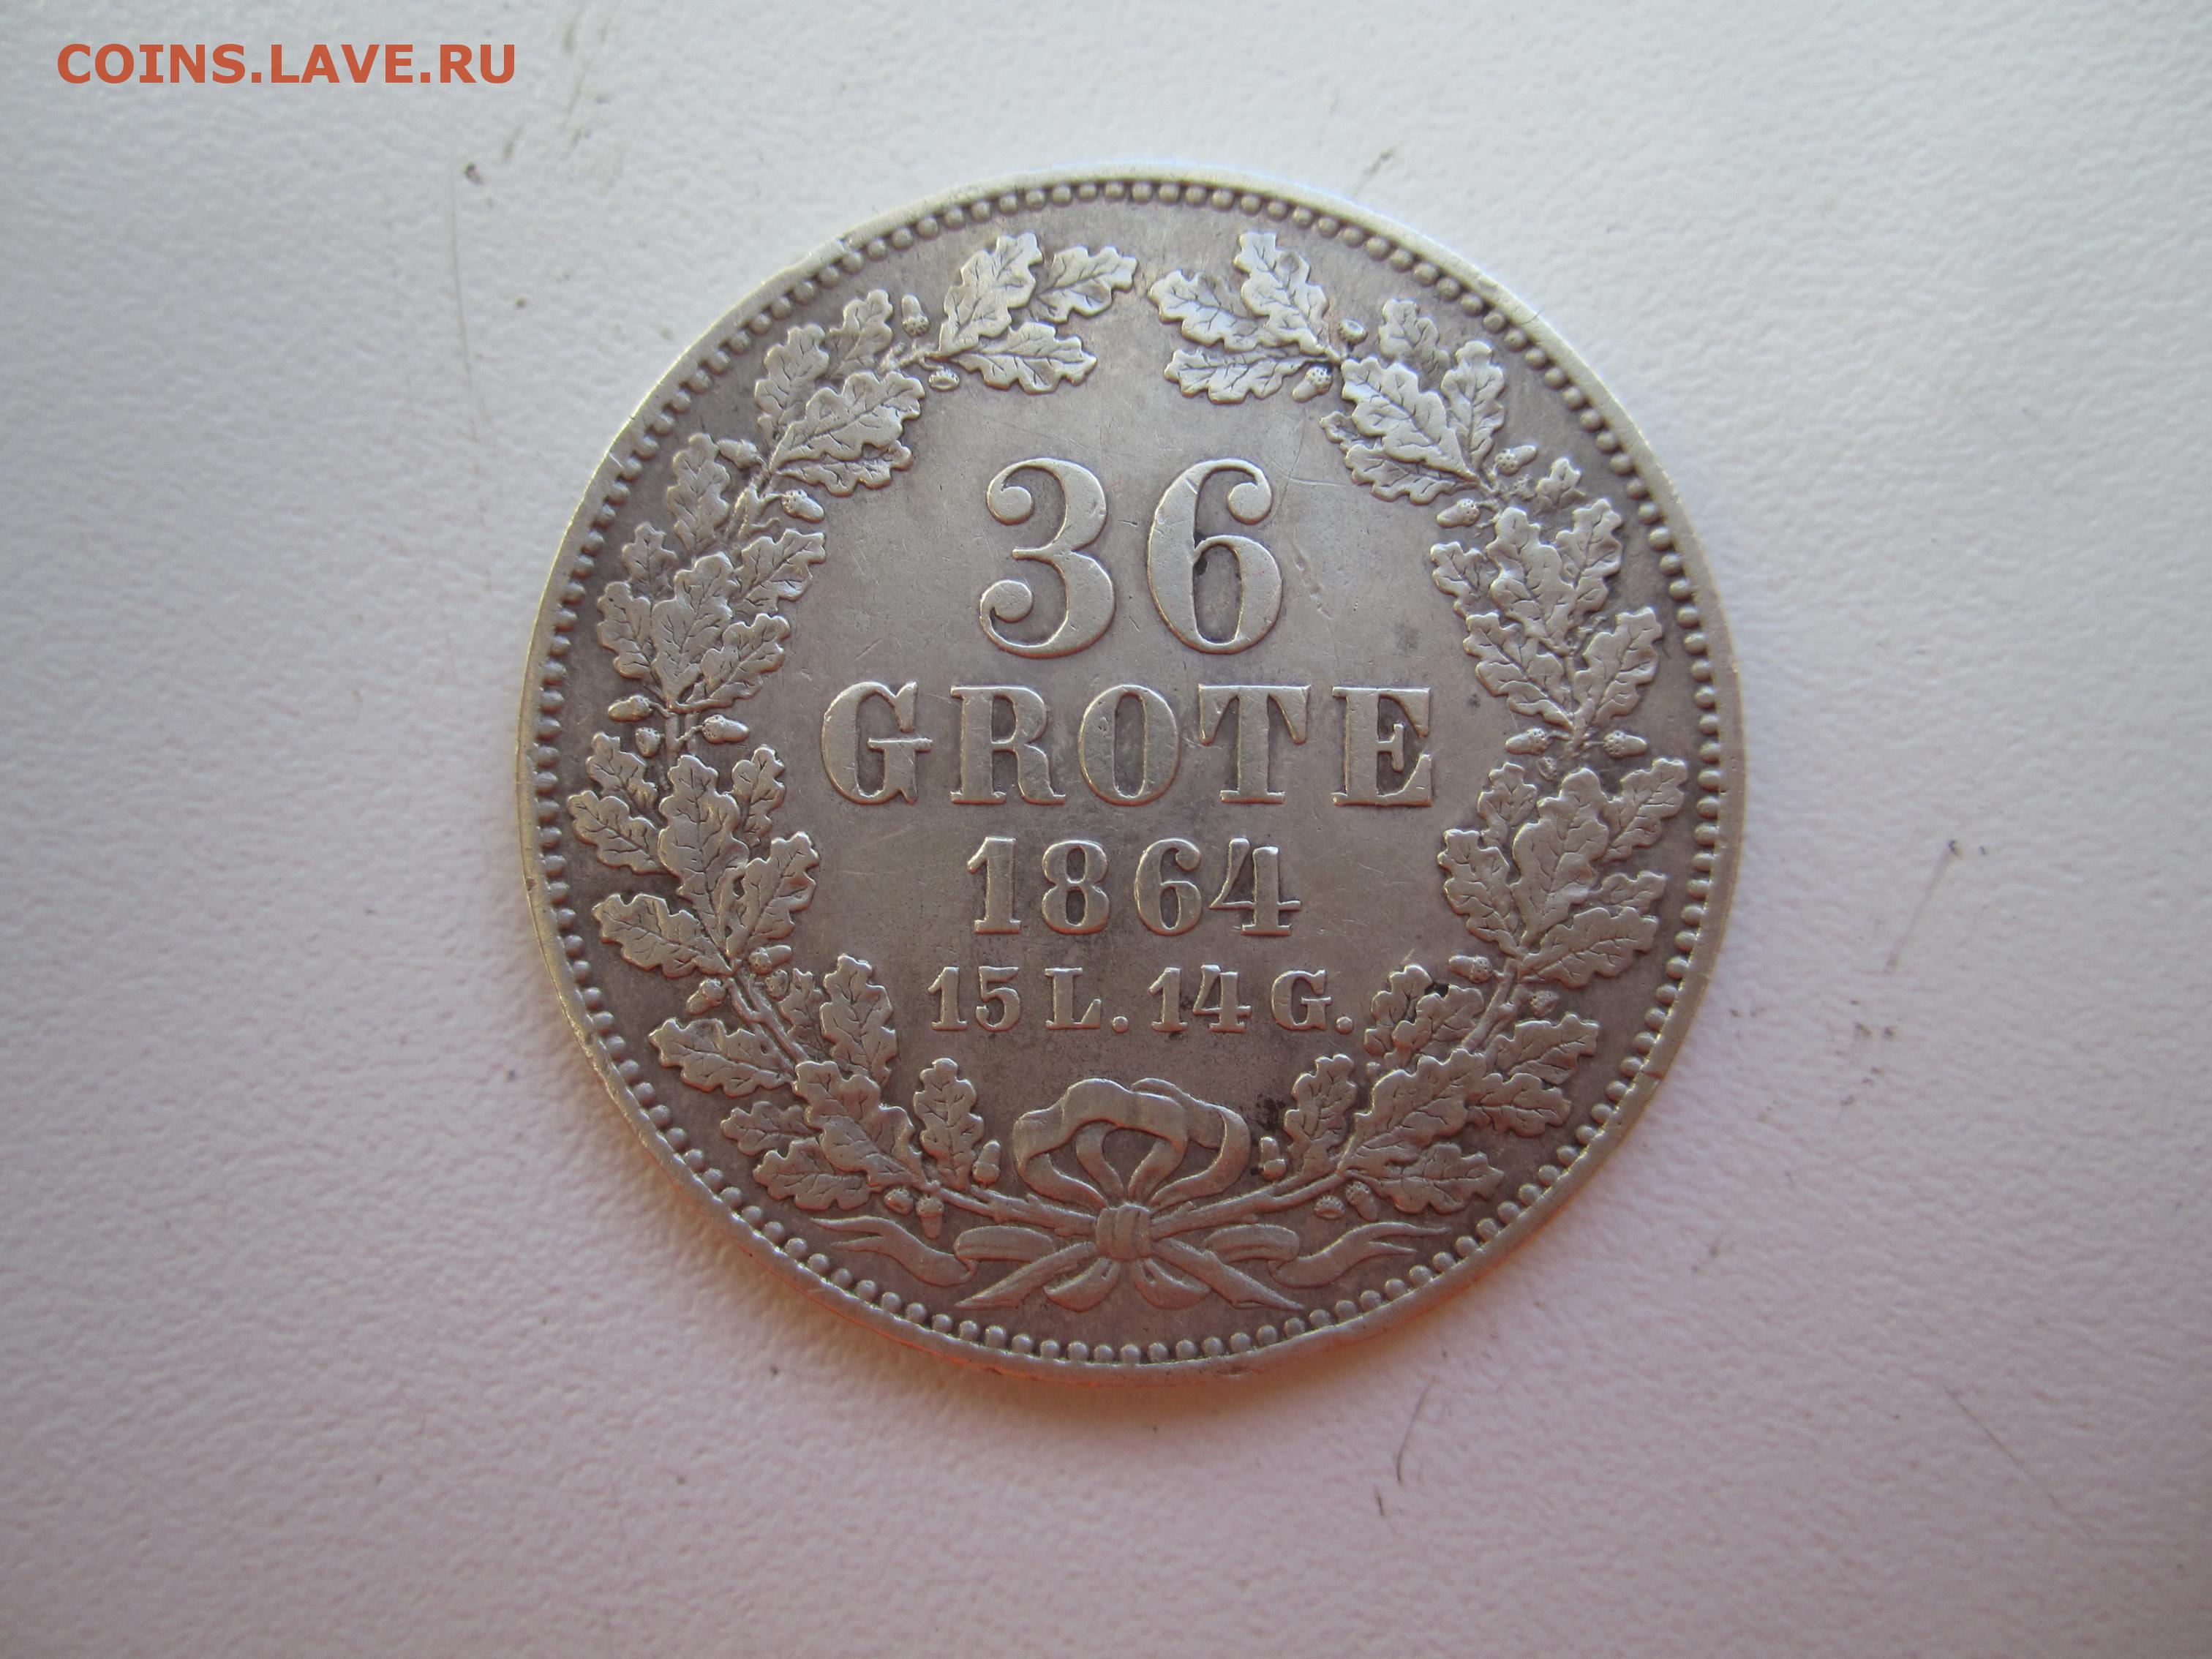 COINS.LAVE.RU
36
GROTE
1864
15 L. 14 G.